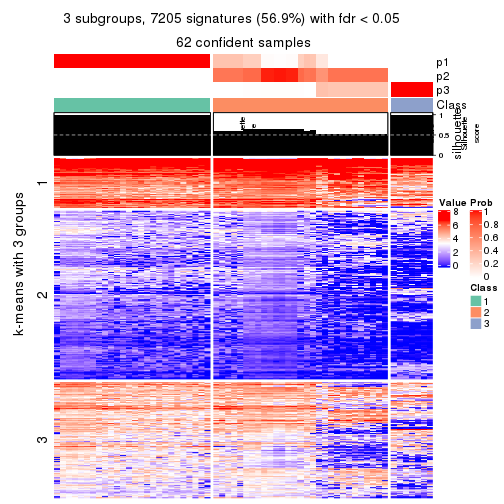 3 subgroups, 7205 signatures (56.9%) with fdr < 0.05
62 confident samples
p1
p2
p3
Class
silhouette
1
0.5
0
Silhouette
score
k-means with 3 groups
1
2
3
Value
8
6
4
2
0
Prob
1
0.8
0.6
0.4
0.2
0
Class
1
2
3